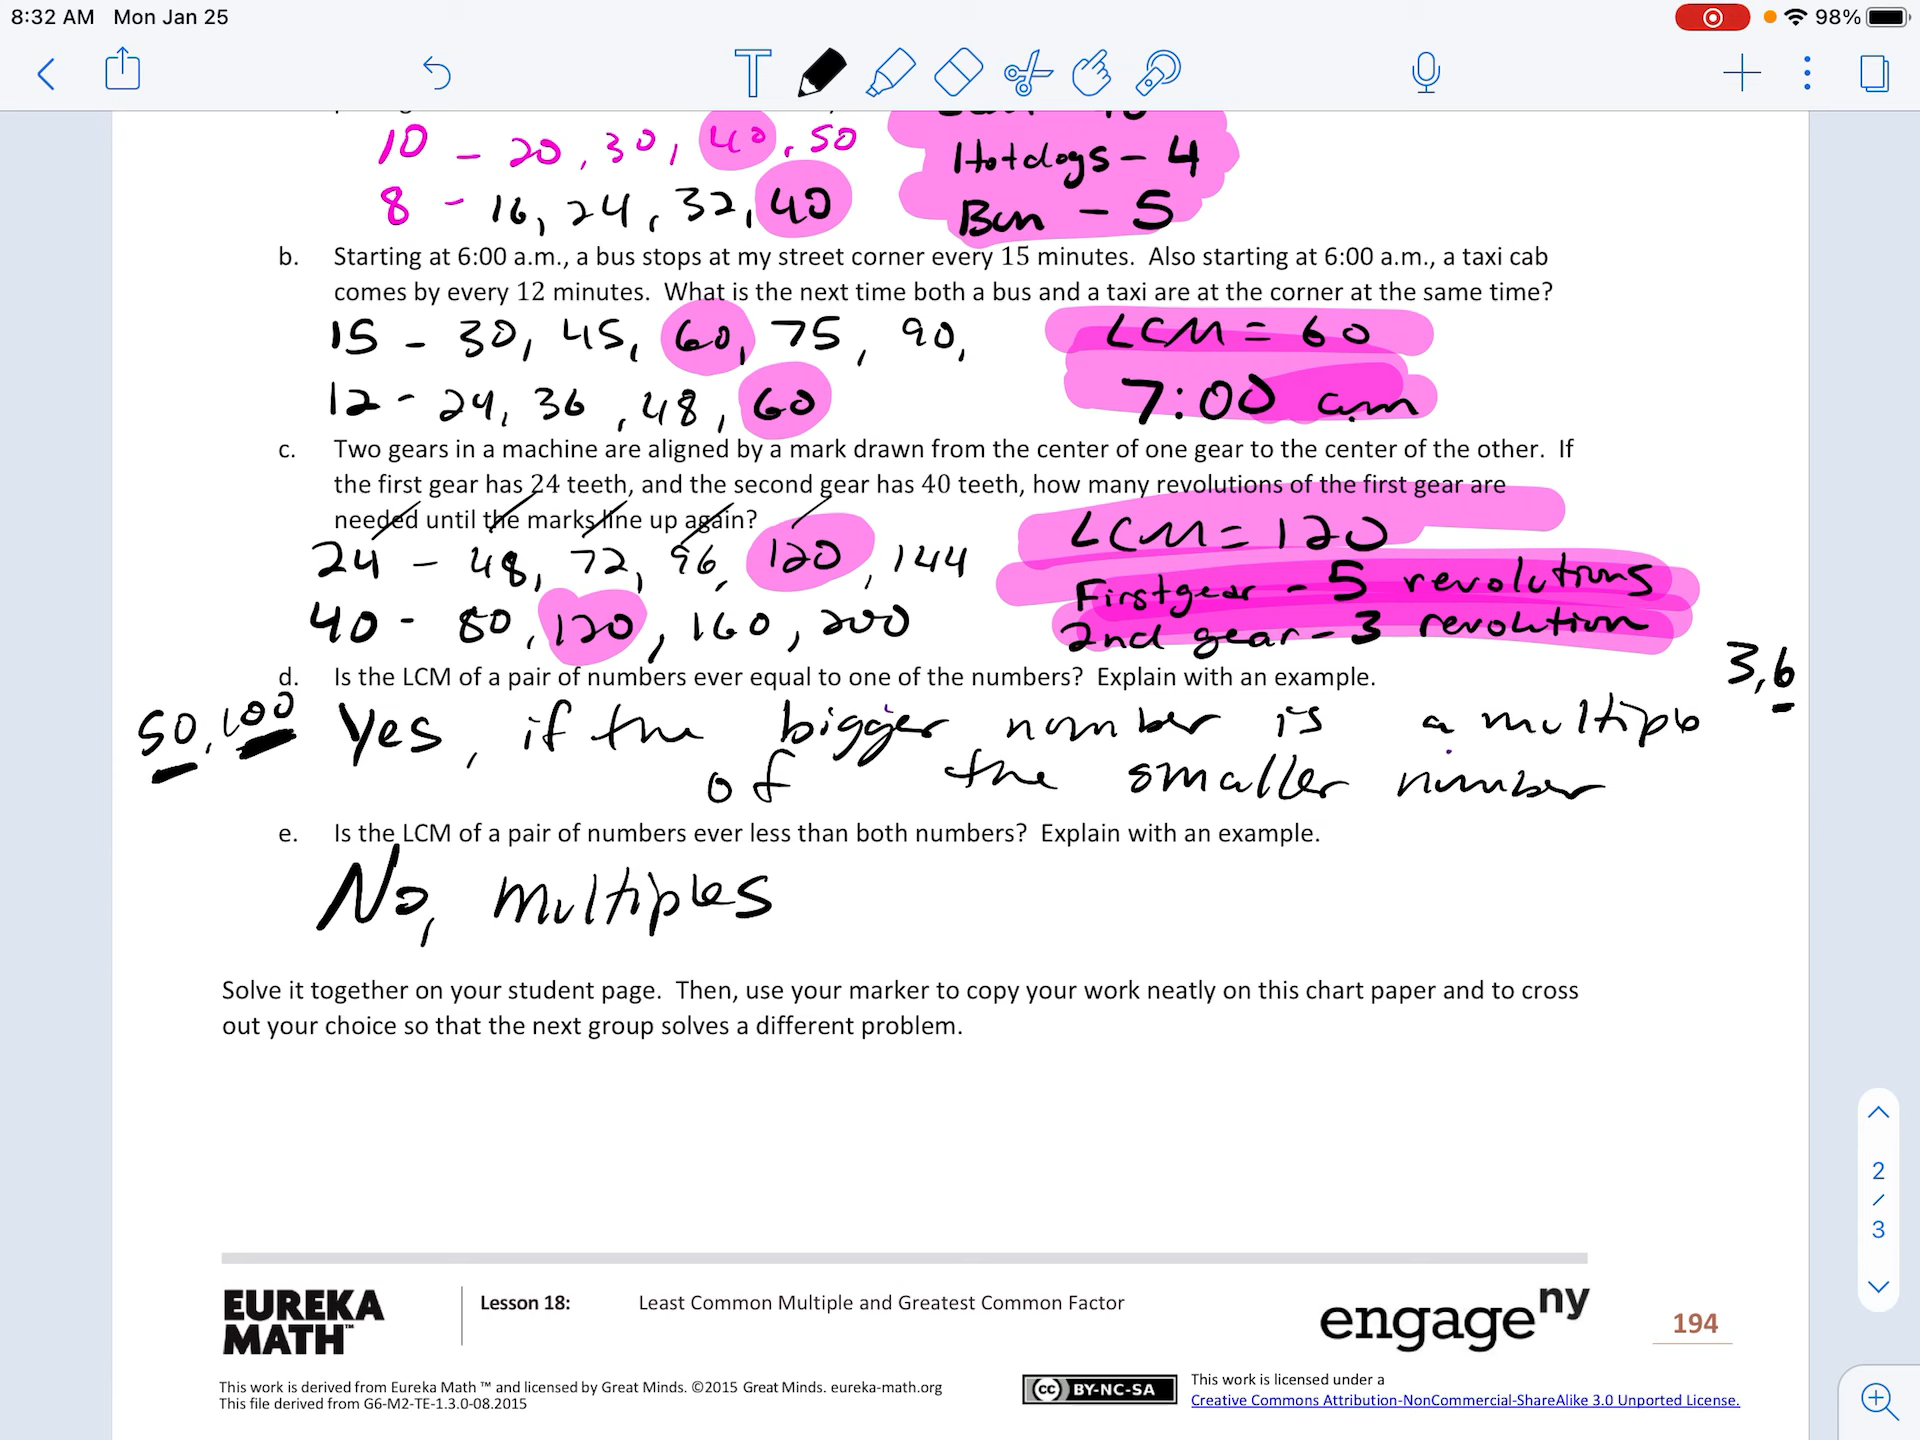 8:32 AM Mon Jan 25
98%
10 - 20, 30, 40, 50
Hotdogs - 4
8 - 16, 24, 32, 40
Bun - 5
b. Starting at 6:00 a.m., a bus stops at my street corner every 15 minutes. Also starting at 6:00 a.m., a taxi cab
comes by every 12 minutes. What is the next time both a bus and a taxi are at the corner at the same time?
15 - 30, 45, 60, 75, 90,
LCM = 60
12 - 24, 36, 48, 60
7:00 a.m
c. Two gears in a machine are aligned by a mark drawn from the center of one gear to the center of the other. If
the first gear has 24 teeth, and the second gear has 40 teeth, how many revolutions of the first gear are
needed until the marks line up again?
LCM = 120
24 - 48, 72, 96, 120, 144
First gear - 5 revolutions
40 - 80, 120, 160, 200
2nd gear - 3 revolution
3, 6
d. Is the LCM of a pair of numbers ever equal to one of the numbers? Explain with an example.
50, 100
Yes, if the bigger number is a multiple
of the smaller number
e. Is the LCM of a pair of numbers ever less than both numbers? Explain with an example.
No, multiples
Solve it together on your student page. Then, use your marker to copy your work neatly on this chart paper and to cross
out your choice so that the next group solves a different problem.
2
/
3
EUREKA
MATH™
Lesson 18: Least Common Multiple and Greatest Common Factor
engageny
194
This work is derived from Eureka Math ™ and licensed by Great Minds. ©2015 Great Minds. eureka-math.org
This file derived from G6-M2-TE-1.3.0-08.2015
cc BY-NC-SA
This work is licensed under a
Creative Commons Attribution-NonCommercial-ShareAlike 3.0 Unported License.